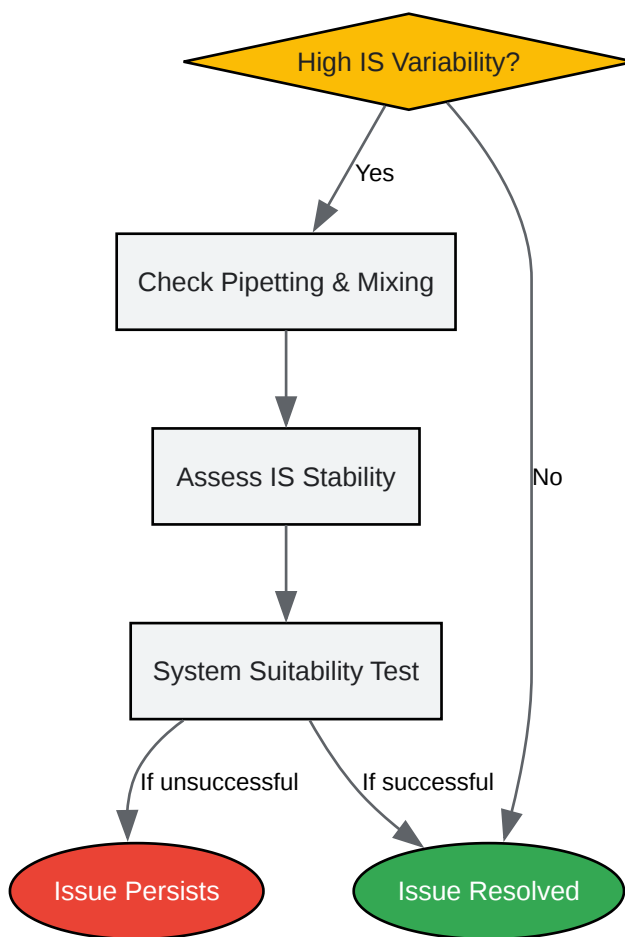 High IS Variability?
Yes
Check Pipetting & Mixing
Assess IS Stability
No
System Suitability Test
If unsuccessful
If successful
Issue Persists
Issue Resolved